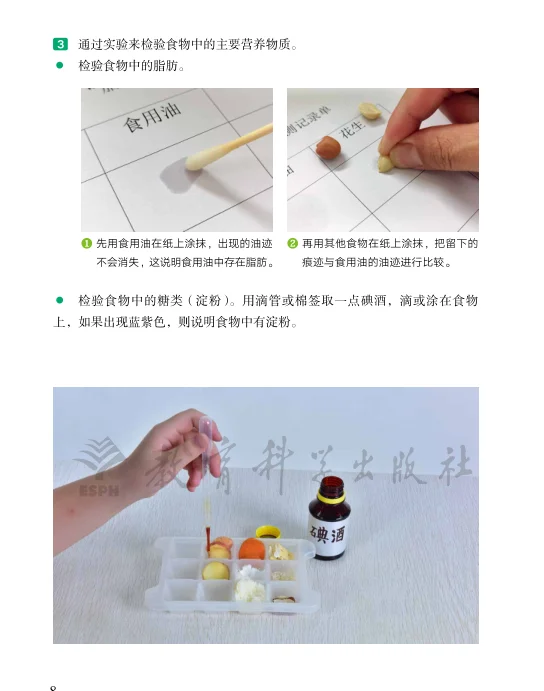 3 通过实验来检验食物中的主要营养物质。
● 检验食物中的脂肪。
食用油
测记录单
花生
油
1 先用食用油在纸上涂抹，出现的油迹
不会消失，这说明食用油中存在脂肪。
2 再用其他食物在纸上涂抹，把留下的
痕迹与食用油的油迹进行比较。
● 检验食物中的糖类（淀粉）。用滴管或棉签取一点碘酒，滴或涂在食物
上，如果出现蓝紫色，则说明食物中有淀粉。
教育科学出版社
ESPH
碘酒
8